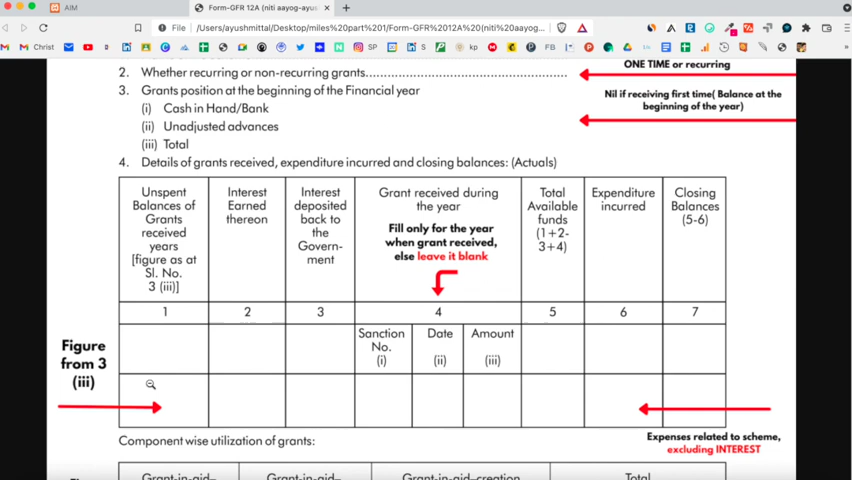 AIM
Form-GFR 12A (niti aayog-ayus
File
/Users/ayushmittal/Desktop/miles%20part%201/Form-GFR%2012A%20(niti%20aayog...
M
Christ
SP
S
kp
FB
Li
2. Whether recurring or non-recurring grants
ONE TIME or recurring
3. Grants position at the beginning of the Financial year
Nil if receiving first time( Balance at the
beginning of the year)
(i) Cash in Hand/Bank
(ii) Unadjusted advances
(iii) Total
4. Details of grants received, expenditure incurred and closing balances: (Actuals)
Unspent
Balances of
Grants
received
years
[figure as at
Sl. No.
3 (iii)]
Interest
Earned
thereon
Interest
deposited
back to
the
Govern-
ment
Grant received during
the year
Fill only for the year
when grant received,
else leave it blank
Total
Available
funds
(1+2-
3+4)
Expenditure
incurred
Closing
Balances
(5-6)
1 2 3 4 5 6 7
Sanction
No.
(i)
Date
(ii)
Amount
(iii)
Figure
from 3
(iii)
Component wise utilization of grants:
Expenses related to scheme,
excluding INTEREST
Grant-in-aid– Grant-in-aid– Grant-in-aid–creation Total